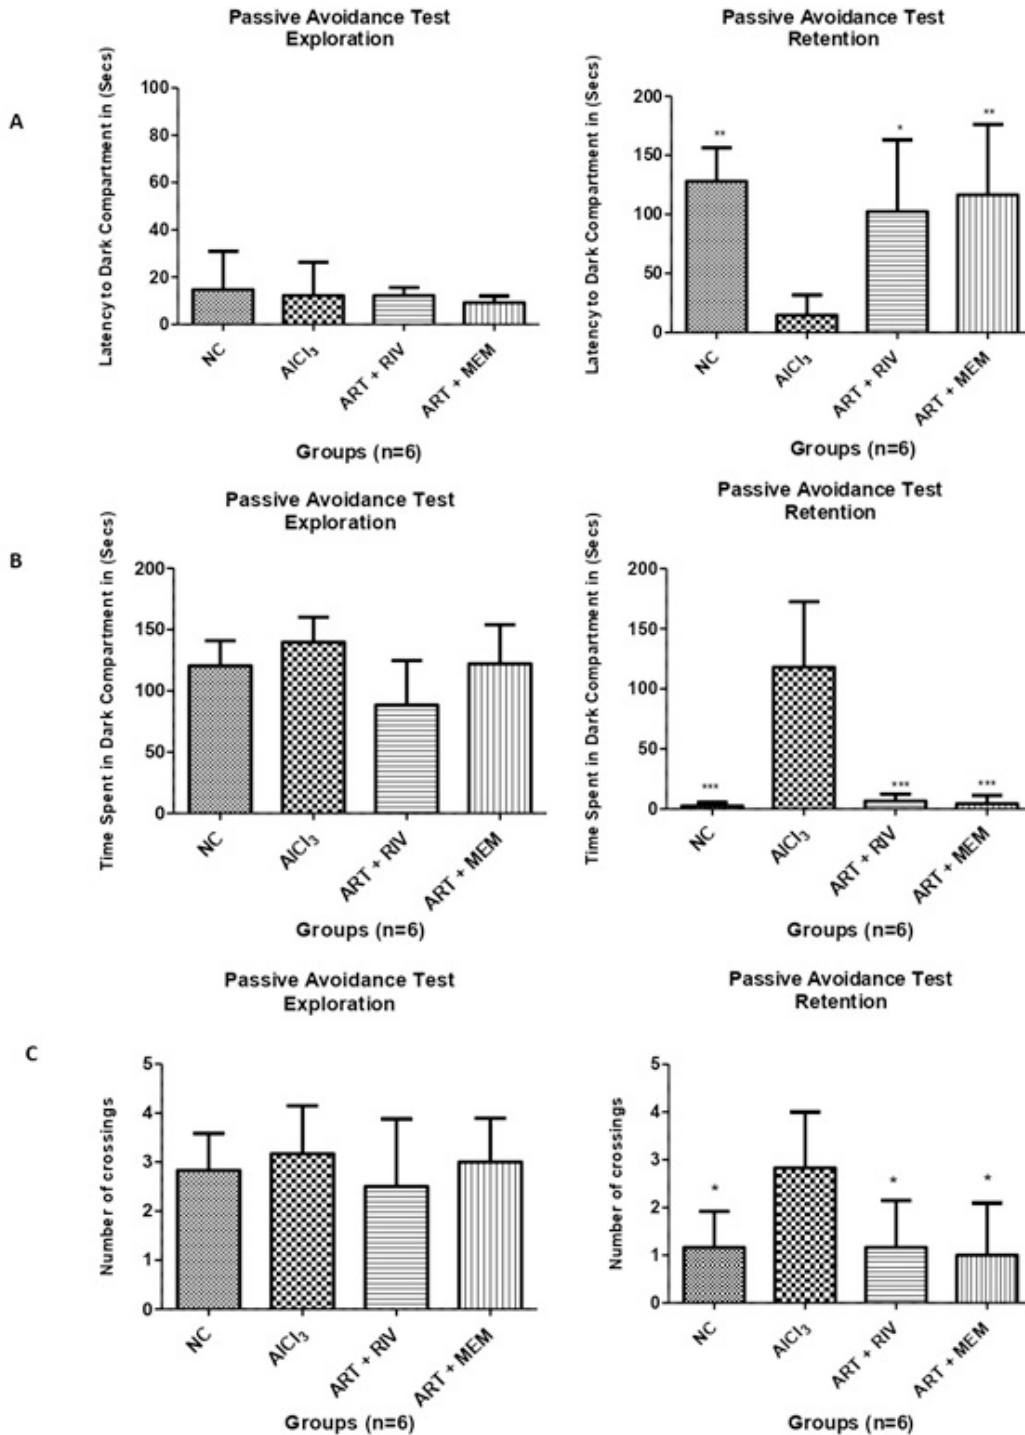 Passive Avoidance Test
Exploration
Passive Avoidance Test
Retention
A
Latency to Dark Compartment in (Secs)
100
80
60
40
20
0
NC
AlCl₃
ART + RIV
ART + MEM
Groups (n=6)
Latency to Dark Compartment in (Secs)
200
150
100
50
0
**
*
**
NC
AlCl₃
ART + RIV
ART + MEM
Groups (n=6)
Passive Avoidance Test
Exploration
Passive Avoidance Test
Retention
B
Time Spent in Dark Compartment in (Secs)
200
150
100
50
0
NC
AlCl₃
ART + RIV
ART + MEM
Groups (n=6)
Time Spent in Dark Compartment in (Secs)
200
150
100
50
0
***
***
***
NC
AlCl₃
ART + RIV
ART + MEM
Groups (n=6)
Passive Avoidance Test
Exploration
Passive Avoidance Test
Retention
C
Number of crossings
5
4
3
2
1
0
NC
AlCl₃
ART + RIV
ART + MEM
Groups (n=6)
Number of crossings
5
4
3
2
1
0
*
*
*
NC
AlCl₃
ART + RIV
ART + MEM
Groups (n=6)